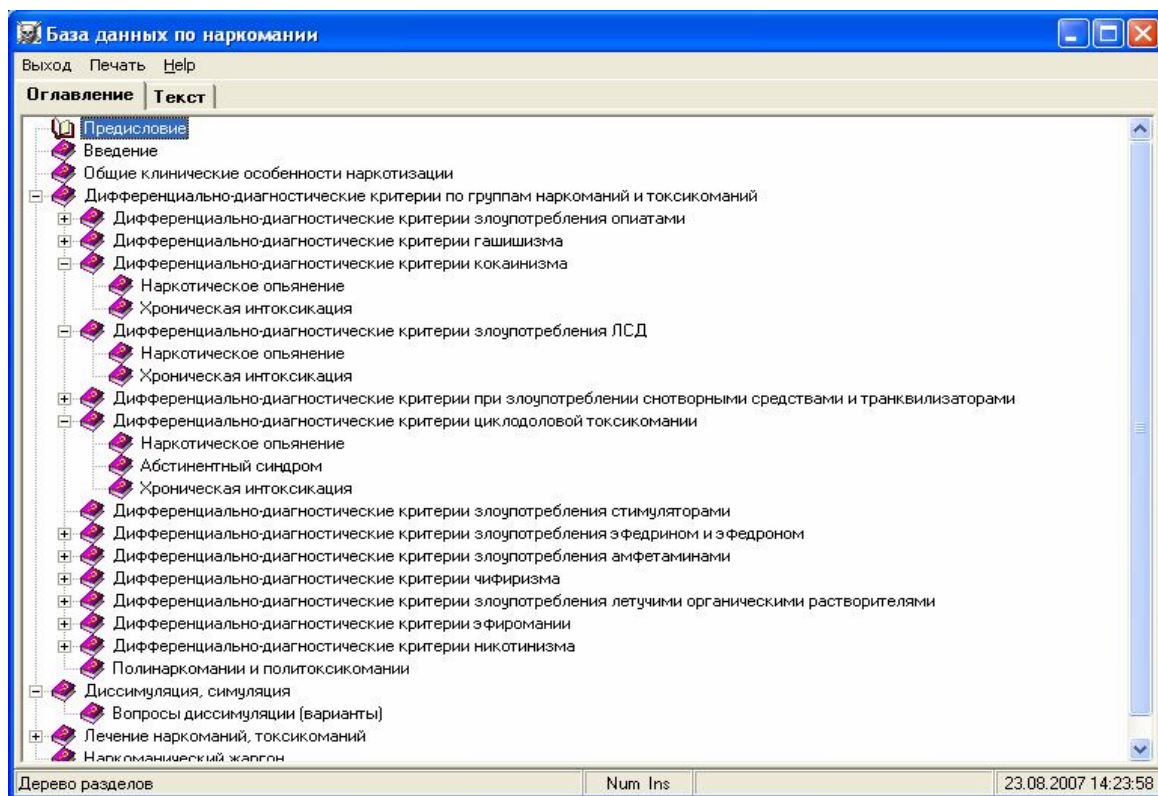 База данных по наркомании
Выход Печать Help
Оглавление Текст
Предисловие
Введение
Общие клинические особенности наркотизации
Дифференциально-диагностические критерии по группам наркоманий и токсикоманий
Дифференциально-диагностические критерии злоупотребления опиатами
Дифференциально-диагностические критерии гашишизма
Дифференциально-диагностические критерии кокаинизма
Наркотическое опьянение
Хроническая интоксикация
Дифференциально-диагностические критерии злоупотребления ЛСД
Наркотическое опьянение
Хроническая интоксикация
Дифференциально-диагностические критерии при злоупотреблении снотворными средствами и транквилизаторами
Дифференциально-диагностические критерии циклодоловой токсикомании
Наркотическое опьянение
Абстинентный синдром
Хроническая интоксикация
Дифференциально-диагностические критерии злоупотребления стимуляторами
Дифференциально-диагностические критерии злоупотребления эфедрином и эфедроном
Дифференциально-диагностические критерии злоупотребления амфетаминами
Дифференциально-диагностические критерии чифиризма
Дифференциально-диагностические критерии злоупотребления летучими органическими растворителями
Дифференциально-диагностические критерии эфиромании
Дифференциально-диагностические критерии никотинизма
Полинаркомании и политоксикомании
Диссимуляция, симуляция
Вопросы диссимуляции (варианты)
Лечение наркоманий, токсикоманий
Наркоманический жаргон
Дерево разделов Num Ins 23.08.2007 14:23:58